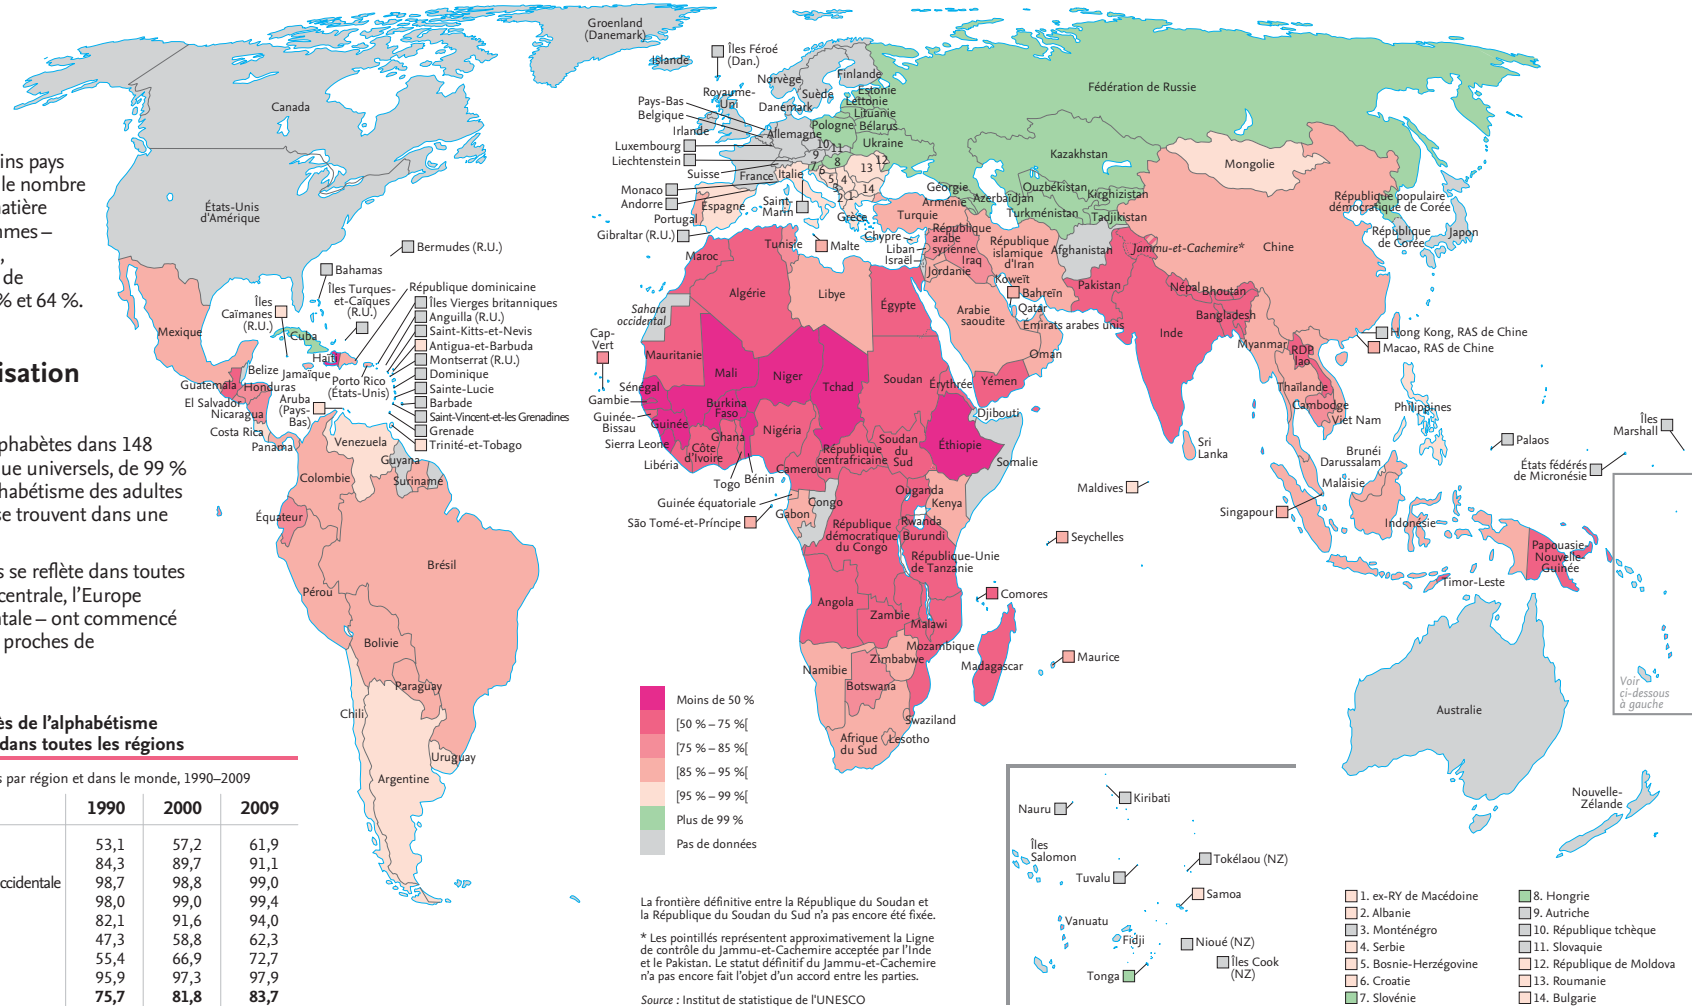 ins pays
le nombre
natière
mmes –
,
de
% et 64 %.
isation
alphabètes dans 148
que universels, de 99 %
phabétisme des adultes
se trouvent dans une
s se reflète dans toutes
centrale, l'Europe
ntale – ont commencé
proches de
ès de l'alphabétisme
dans toutes les régions
s par région et dans le monde, 1990–2009
1990 2000 2009
53,1 57,2 61,9
84,3 89,7 91,1
ccidentale 98,7 98,8 99,0
98,0 99,0 99,4
82,1 91,6 94,0
47,3 58,8 62,3
55,4 66,9 72,7
95,9 97,3 97,9
75,7 81,8 83,7
Groenland
(Danemark)
Canada
États-Unis
d'Amérique
Bermudes (R.U.)
Bahamas
Îles Turques-
et-Caïques
(R.U.)
Îles
Caïmanes
(R.U.)
Cuba
Mexique
Haïti
République dominicaine
Îles Vierges britanniques
Anguilla (R.U.)
Saint-Kitts-et-Nevis
Antigua-et-Barbuda
Montserrat (R.U.)
Dominique
Sainte-Lucie
Barbade
Saint-Vincent-et-les Grenadines
Grenade
Trinité-et-Tobago
Belize
Jamaïque
Porto Rico
(États-Unis)
Guatemala
Honduras
El Salvador
Nicaragua
Costa Rica
Panama
Aruba
(Pays-
Bas)
Venezuela
Guyana
Suriname
Colombie
Équateur
Pérou
Brésil
Bolivie
Paraguay
Chili
Uruguay
Argentine
Islande
Îles Féroé
(Dan.)
Norvège
Suède
Finlande
Danemark
Estonie
Lettonie
Lituanie
Bélarus
Pologne
Ukraine
Royaume-
Uni
Pays-Bas
Belgique
Irlande
Luxembourg
Liechtenstein
Suisse
Allemagne
France
Italie
Monaco
Andorre
Espagne
Portugal
Gibraltar (R.U.)
Saint-
Marin
Grèce
Malte
10
11
9
8
7
6
5
4
3
2
1
12
13
14
Fédération de Russie
Kazakhstan
Mongolie
Géorgie
Arménie
Azerbaïdjan
Turquie
Ouzbékistan
Kirghizistan
Turkménistan
Tadjikistan
Chypre
Liban
Israël
République
arabe
syrienne
Iraq
Jordanie
République
islamique
d'Iran
Afghanistan
Koweït
Bahreïn
Qatar
Émirats arabes unis
Arabie
saoudite
Oman
Yémen
Pakistan
Jammu-et-Cachemire*
Chine
République populaire
démocratique de Corée
République
de Corée
Japon
Népal
Bhoutan
Bangladesh
Inde
Myanmar
RDP
lao
Thaïlande
Cambodge
Viet Nam
Philippines
Hong Kong, RAS de Chine
Macao, RAS de Chine
Sri
Lanka
Maldives
Brunéi
Darussalam
Malaisie
Singapour
Indonésie
Timor-Leste
Papouasie-
Nouvelle-
Guinée
Palaos
Îles
Marshall
États fédérés
de Micronésie
Voir
ci-dessous
à gauche
Australie
Nouvelle-
Zélande
Maroc
Tunisie
Algérie
Libye
Égypte
Sahara
occidental
Cap-
Vert
Mauritanie
Mali
Niger
Tchad
Soudan
Érythrée
Djibouti
Éthiopie
Somalie
Sénégal
Gambie
Guinée-
Bissau
Guinée
Sierra Leone
Libéria
Burkina
Faso
Côte
d'Ivoire
Ghana
Togo
Bénin
Nigéria
Cameroun
République
centrafricaine
Soudan
du
Sud
Guinée équatoriale
São Tomé-et-Príncipe
Gabon
Congo
République
démocratique
du Congo
Ouganda
Kenya
Rwanda
Burundi
République-Unie
de Tanzanie
Seychelles
Comores
Angola
Zambie
Malawi
Mozambique
Zimbabwe
Namibie
Botswana
Madagascar
Maurice
Swaziland
Lesotho
Afrique
du Sud
Moins de 50 %
[50 % – 75 %[
[75 % – 85 %[
[85 % – 95 %[
[95 % – 99 %[
Plus de 99 %
Pas de données
La frontière définitive entre la République du Soudan et
la République du Soudan du Sud n'a pas encore été fixée.
* Les pointillés représentent approximativement la Ligne
de contrôle du Jammu-et-Cachemire acceptée par l'Inde
et le Pakistan. Le statut définitif du Jammu-et-Cachemire
n'a pas encore fait l'objet d'un accord entre les parties.
Source : Institut de statistique de l'UNESCO
Nauru
Kiribati
Îles
Salomon
Tuvalu
Tokélaou (NZ)
Samoa
Vanuatu
Fidji
Nioué (NZ)
Îles Cook
(NZ)
Tonga
1. ex-RY de Macédoine
2. Albanie
3. Monténégro
4. Serbie
5. Bosnie-Herzégovine
6. Croatie
7. Slovénie
8. Hongrie
9. Autriche
10. République tchèque
11. Slovaquie
12. République de Moldova
13. Roumanie
14. Bulgarie